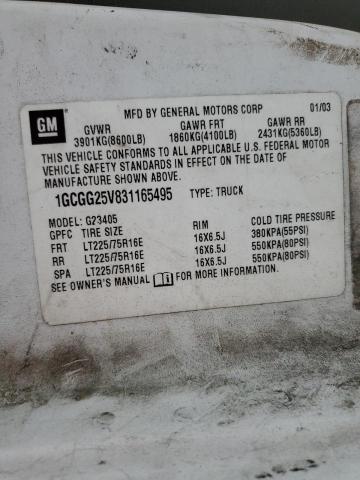 MFD BY GENERAL MOTORS CORP 01/03
GM
GVWR GAWR FRT GAWR RR
3901KG(8600LB) 1860KG(4100LB) 2431KG(5360LB)
THIS VEHICLE CONFORMS TO ALL APPLICABLE U.S. FEDERAL MOTOR
VEHICLE SAFETY STANDARDS IN EFFECT ON THE DATE OF
MANUFACTURE SHOWN ABOVE.
1GCGG25V831165495 TYPE: TRUCK
MODEL: G23405
GPFC TIRE SIZE RIM COLD TIRE PRESSURE
FRT LT225/75R16E 16X6.5J 380KPA(55PSI)
RR LT225/75R16E 16X6.5J 550KPA(80PSI)
SPA LT225/75R16E 16X6.5J 550KPA(80PSI)
SEE OWNER'S MANUAL FOR MORE INFORMATION.